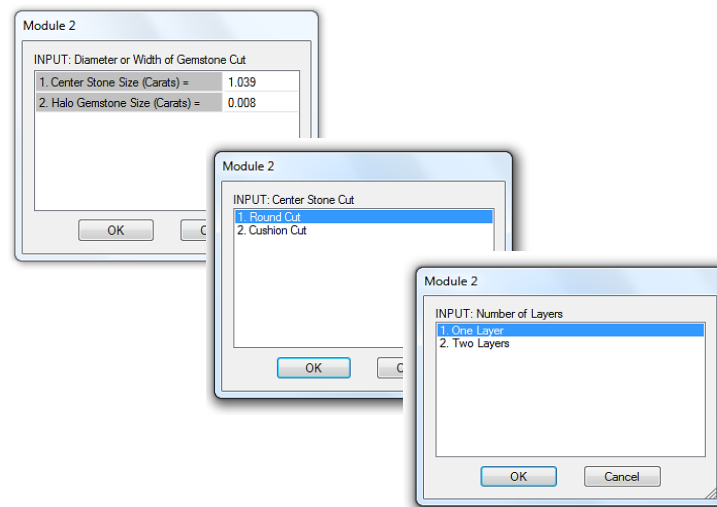 Module 2
INPUT: Diameter or Width of Gemstone Cut
1. Center Stone Size (Carats) = 1.039
2. Halo Gemstone Size (Carats) = 0.008
OK C
Module 2
INPUT: Center Stone Cut
1. Round Cut
2. Cushion Cut
OK C
Module 2
INPUT: Number of Layers
1. One Layer
2. Two Layers
OK Cancel